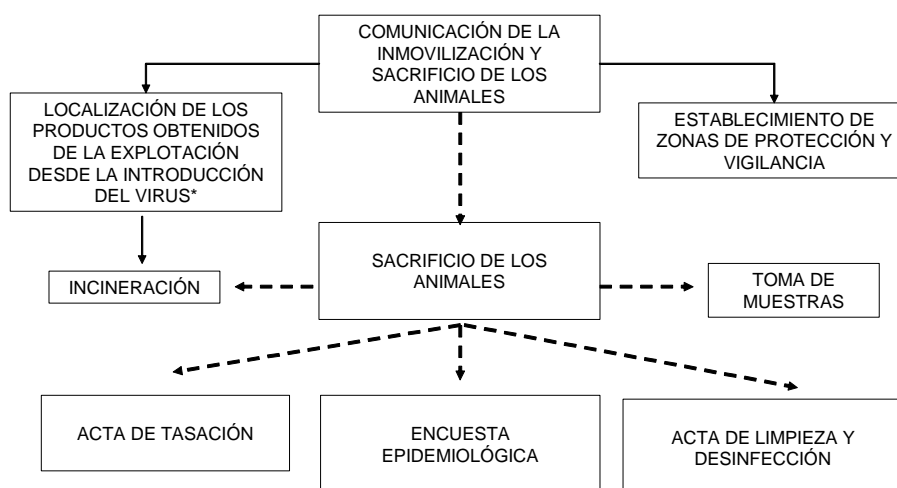 COMUNICACIÓN DE LA
INMOVILIZACIÓN Y
SACRIFICIO DE LOS
ANIMALES
LOCALIZACIÓN DE LOS
PRODUCTOS OBTENIDOS
DE LA EXPLOTACIÓN
DESDE LA INTRODUCCIÓN
DEL VIRUS*
ESTABLECIMIENTO DE
ZONAS DE PROTECCIÓN Y
VIGILANCIA
SACRIFICIO DE LOS
ANIMALES
INCINERACIÓN
TOMA DE
MUESTRAS
ACTA DE TASACIÓN
ENCUESTA
EPIDEMIOLÓGICA
ACTA DE LIMPIEZA Y
DESINFECCIÓN